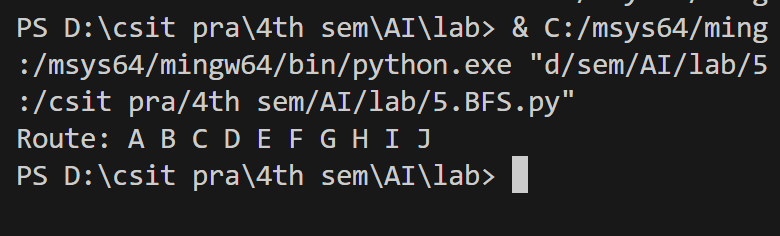 PS D:\csit pra\4th sem\AI\lab> & C:/msys64/ming
:/msys64/mingw64/bin/python.exe "d/sem/AI/lab/5
:/csit pra/4th sem/AI/lab/5.BFS.py"
Route: A B C D E F G H I J
PS D:\csit pra\4th sem\AI\lab>